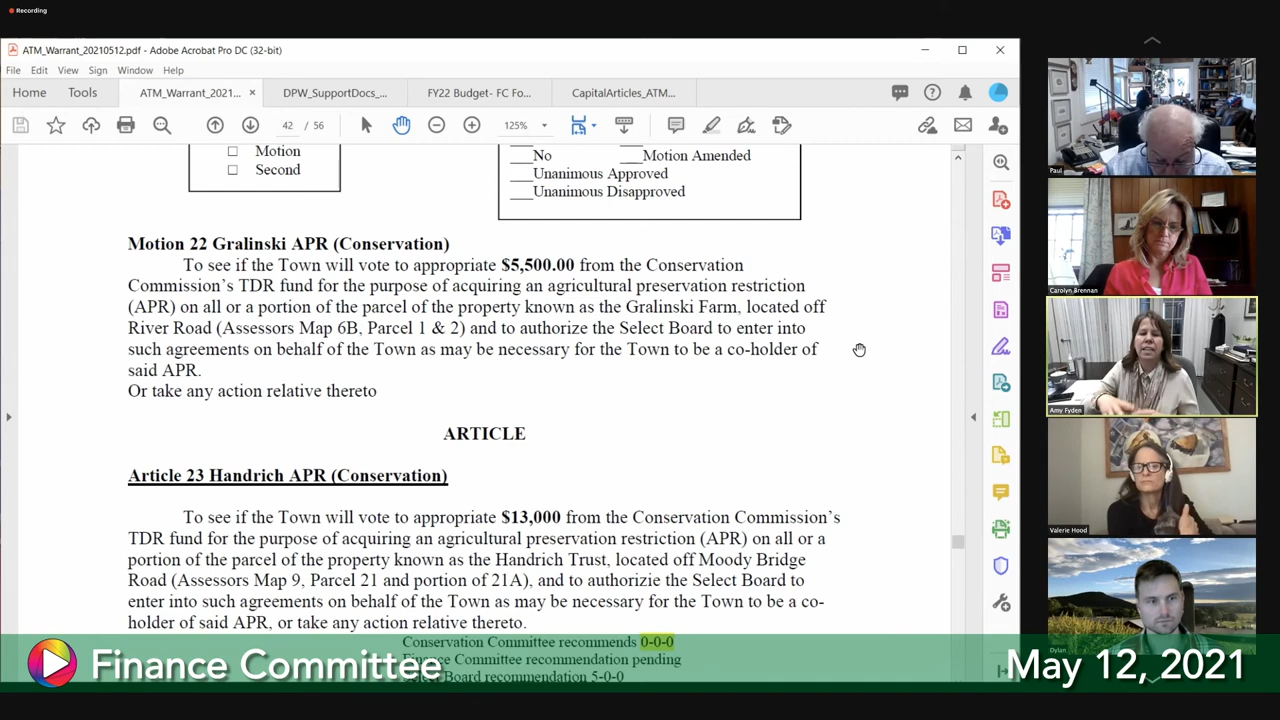 Recording
ATM_Warrant_20210512.pdf - Adobe Acrobat Pro DC (32-bit)
File Edit View Sign Window Help
Home Tools ATM_Warrant_2021... × DPW_SupportDocs_... FY22 Budget- FC Fo... CapitalArticles_ATM...
42 / 56 125%
Motion
Second
___No ___Motion Amended
___Unanimous Approved
___Unanimous Disapproved
Motion 22 Gralinski APR (Conservation)
To see if the Town will vote to appropriate $5,500.00 from the Conservation
Commission’s TDR fund for the purpose of acquiring an agricultural preservation restriction
(APR) on all or a portion of the parcel of the property known as the Gralinski Farm, located off
River Road (Assessors Map 6B, Parcel 1 & 2) and to authorize the Select Board to enter into
such agreements on behalf of the Town as may be necessary for the Town to be a co-holder of
said APR.
Or take any action relative thereto
ARTICLE
Article 23 Handrich APR (Conservation)
To see if the Town will vote to appropriate $13,000 from the Conservation Commission’s
TDR fund for the purpose of acquiring an agricultural preservation restriction (APR) on all or a
portion of the parcel of the property known as the Handrich Trust, located off Moody Bridge
Road (Assessors Map 9, Parcel 21 and portion of 21A), and to authorizie the Select Board to
enter into such agreements on behalf of the Town as may be necessary for the Town to be a co-
holder of said APR, or take any action relative thereto.
Conservation Committee recommends 0-0-0
Finance Committee recommendation pending
Select Board recommendation 5-0-0
Paul
Carolyn Brennan
Amy Fyden
Valerie Hood
Dylan
Finance Committee
May 12, 2021